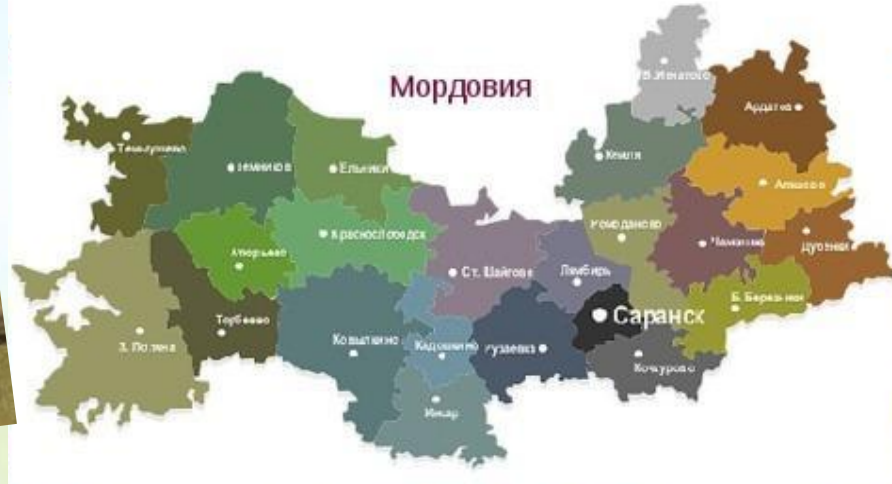 Мордовия
Б.Игнатово
Ардатов
Теньгушево
Темников
Ельники
Кемля
Атяшево
Краснослободск
Ромоданово
Чамзинка
Дубенки
Атюрьево
Ст. Шайгово
Лямбирь
Б. Березники
Торбеево
Саранск
З. Поляна
Ковылкино
Кадошкино
Рузаевка
Кочкурово
Инсар